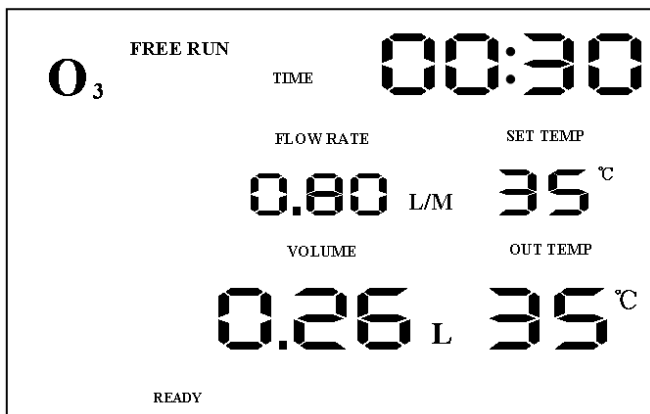 FREE RUN
O3
TIME 00:30
FLOW RATE SET TEMP
0.80 L/M 35 ℃
VOLUME OUT TEMP
0.26 L 35 ℃
READY